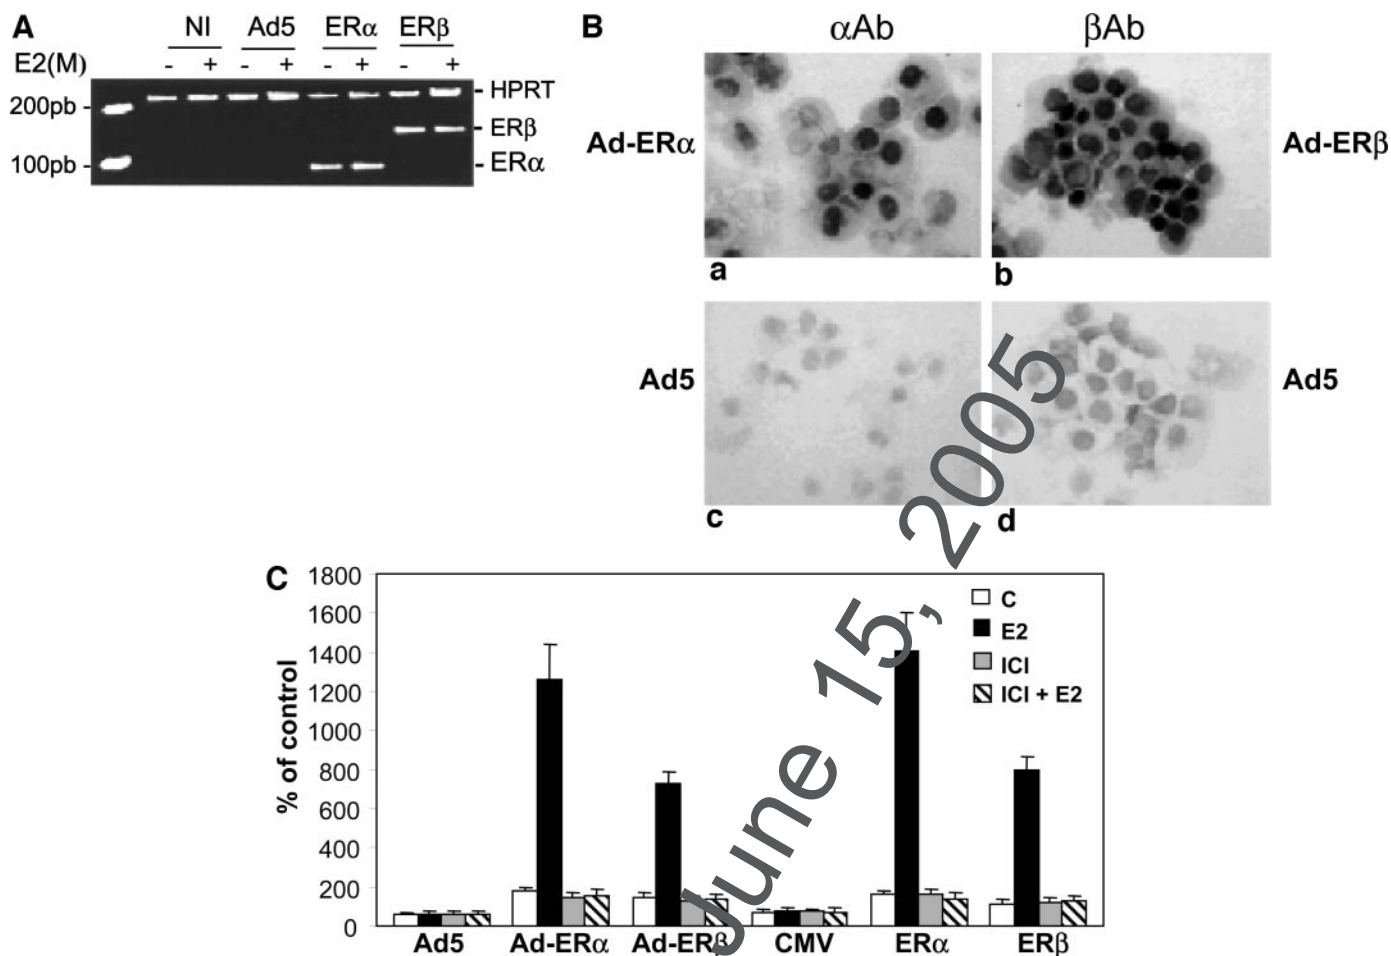 A
NI Ad5 ERα ERβ
E2(M) - + - + - + - +
200pb - - HPRT
- ERβ
100pb - - ERα
B
αAb βAb
Ad-ERα Ad-ERβ
a b
Ad5 Ad5
c d
C
% of control
1800
1600
1400
1200
1000
800
600
400
200
0
C
E2
ICI
ICI + E2
Ad5 Ad-ERα Ad-ERβ CMV ERα ERβ
June 15, 2005